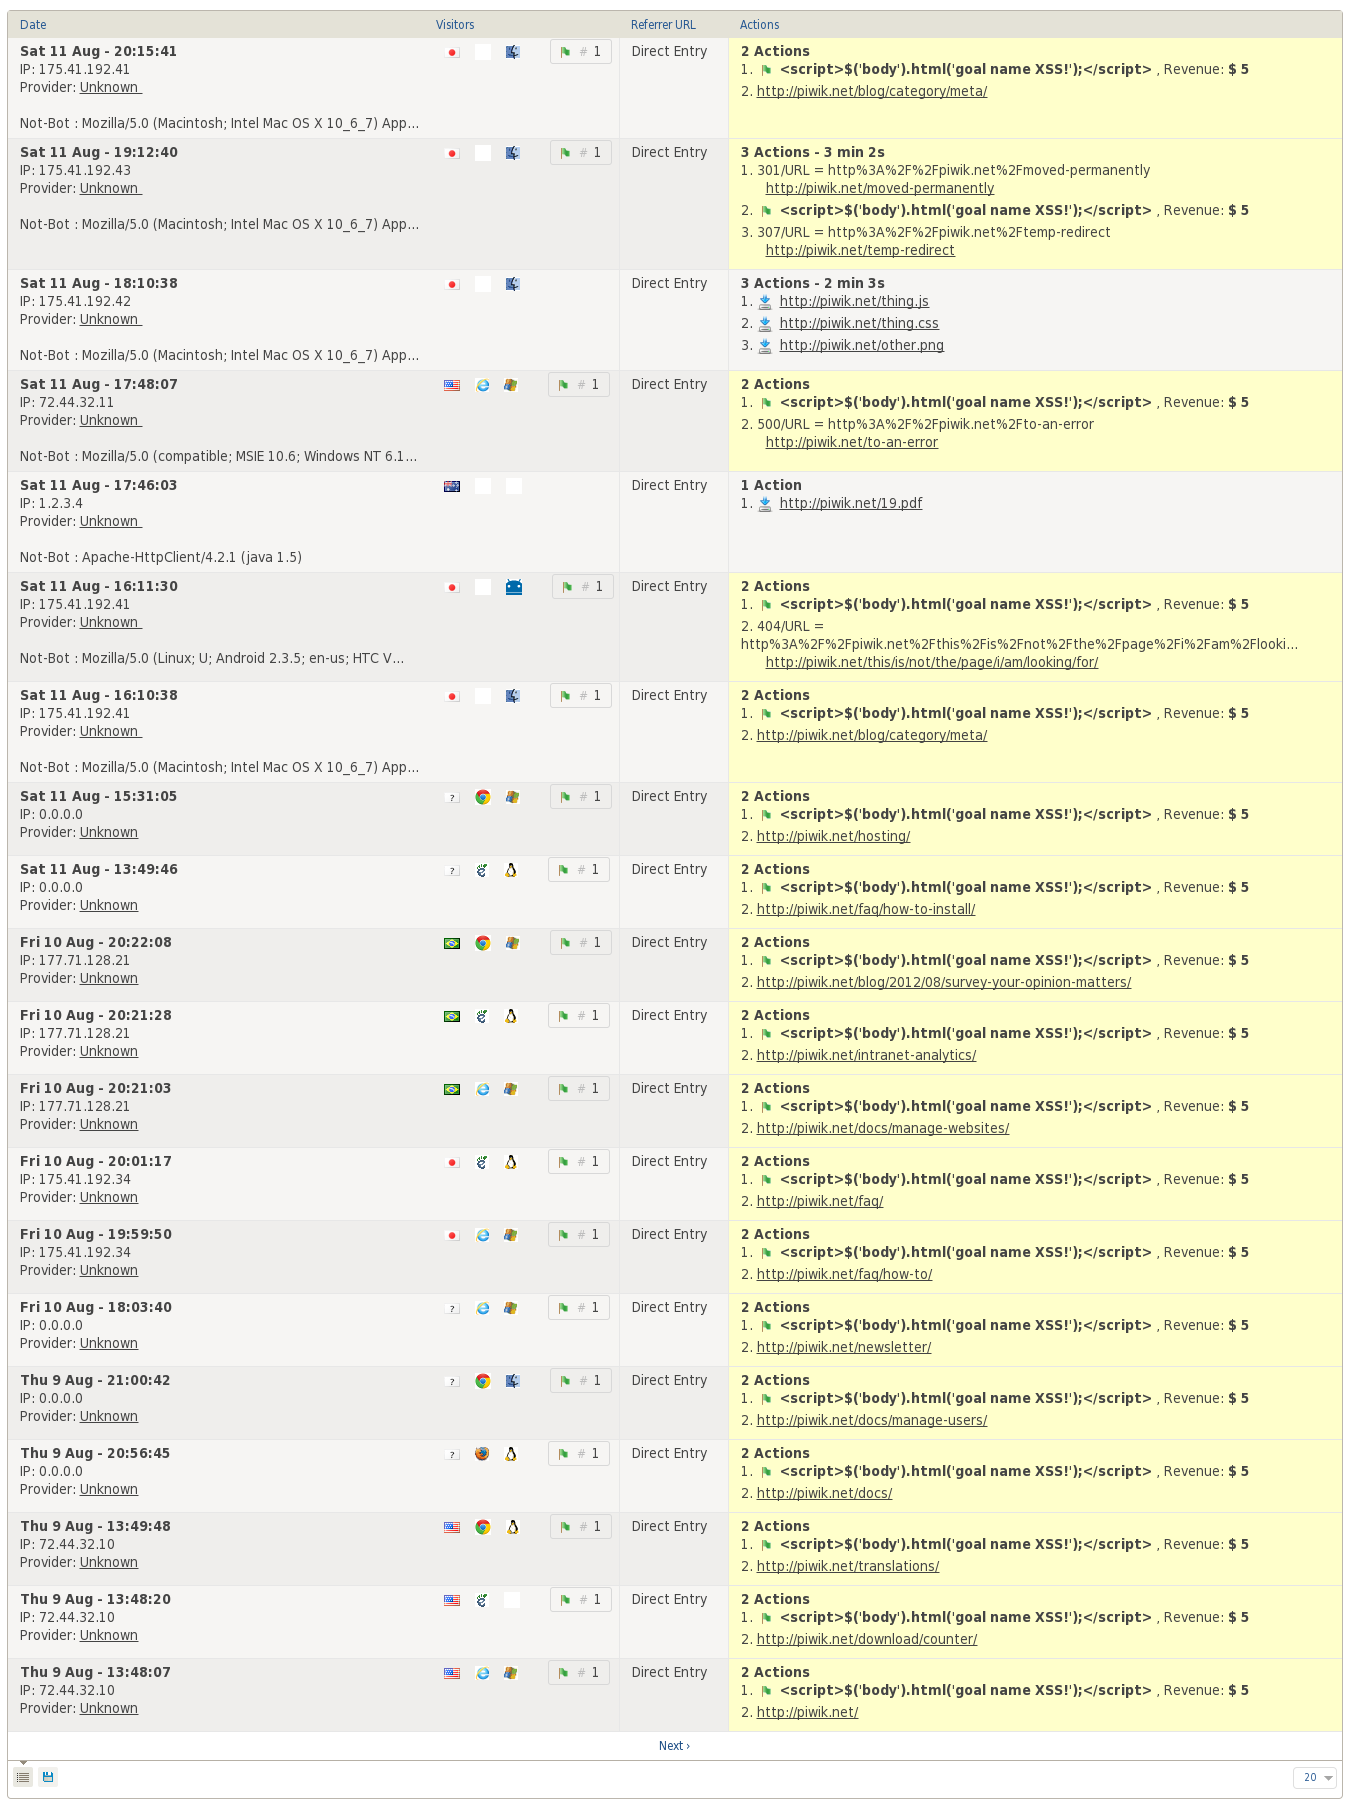 Date Visitors Referrer URL Actions
Sat 11 Aug - 20:15:41 # 1 Direct Entry 2 Actions
IP: 175.41.192.41 1. <script>$('body').html('goal name XSS!');</script> , Revenue: $ 5
Provider: Unknown 2. http://piwik.net/blog/category/meta/
Not-Bot : Mozilla/5.0 (Macintosh; Intel Mac OS X 10_6_7) App...
Sat 11 Aug - 19:12:40 # 1 Direct Entry 3 Actions - 3 min 2s
IP: 175.41.192.43 1. 301/URL = http%3A%2F%2Fpiwik.net%2Fmoved-permanently
Provider: Unknown http://piwik.net/moved-permanently
2. <script>$('body').html('goal name XSS!');</script> , Revenue: $ 5
Not-Bot : Mozilla/5.0 (Macintosh; Intel Mac OS X 10_6_7) App...
3. 307/URL = http%3A%2F%2Fpiwik.net%2Ftemp-redirect
http://piwik.net/temp-redirect
Sat 11 Aug - 18:10:38 Direct Entry 3 Actions - 2 min 3s
IP: 175.41.192.42 1. http://piwik.net/thing.js
Provider: Unknown 2. http://piwik.net/thing.css
3. http://piwik.net/other.png
Not-Bot : Mozilla/5.0 (Macintosh; Intel Mac OS X 10_6_7) App...
Sat 11 Aug - 17:48:07 # 1 Direct Entry 2 Actions
IP: 72.44.32.11 1. <script>$('body').html('goal name XSS!');</script> , Revenue: $ 5
Provider: Unknown 2. 500/URL = http%3A%2F%2Fpiwik.net%2Fto-an-error
http://piwik.net/to-an-error
Not-Bot : Mozilla/5.0 (compatible; MSIE 10.6; Windows NT 6.1...
Sat 11 Aug - 17:46:03 Direct Entry 1 Action
IP: 1.2.3.4 1. http://piwik.net/19.pdf
Provider: Unknown
Not-Bot : Apache-HttpClient/4.2.1 (java 1.5)
Sat 11 Aug - 16:11:30 # 1 Direct Entry 2 Actions
IP: 175.41.192.41 1. <script>$('body').html('goal name XSS!');</script> , Revenue: $ 5
Provider: Unknown 2. 404/URL =
http%3A%2F%2Fpiwik.net%2Fthis%2Fis%2Fnot%2Fthe%2Fpage%2Fi%2Fam%2Flooki...
Not-Bot : Mozilla/5.0 (Linux; U; Android 2.3.5; en-us; HTC V... http://piwik.net/this/is/not/the/page/i/am/looking/for/
Sat 11 Aug - 16:10:38 # 1 Direct Entry 2 Actions
IP: 175.41.192.41 1. <script>$('body').html('goal name XSS!');</script> , Revenue: $ 5
Provider: Unknown 2. http://piwik.net/blog/category/meta/
Not-Bot : Mozilla/5.0 (Macintosh; Intel Mac OS X 10_6_7) App...
Sat 11 Aug - 15:31:05 ? # 1 Direct Entry 2 Actions
IP: 0.0.0.0 1. <script>$('body').html('goal name XSS!');</script> , Revenue: $ 5
Provider: Unknown 2. http://piwik.net/hosting/
Sat 11 Aug - 13:49:46 ? # 1 Direct Entry 2 Actions
IP: 0.0.0.0 1. <script>$('body').html('goal name XSS!');</script> , Revenue: $ 5
Provider: Unknown 2. http://piwik.net/faq/how-to-install/
Fri 10 Aug - 20:22:08 # 1 Direct Entry 2 Actions
IP: 177.71.128.21 1. <script>$('body').html('goal name XSS!');</script> , Revenue: $ 5
Provider: Unknown 2. http://piwik.net/blog/2012/08/survey-your-opinion-matters/
Fri 10 Aug - 20:21:28 # 1 Direct Entry 2 Actions
IP: 177.71.128.21 1. <script>$('body').html('goal name XSS!');</script> , Revenue: $ 5
Provider: Unknown 2. http://piwik.net/intranet-analytics/
Fri 10 Aug - 20:21:03 # 1 Direct Entry 2 Actions
IP: 177.71.128.21 1. <script>$('body').html('goal name XSS!');</script> , Revenue: $ 5
Provider: Unknown 2. http://piwik.net/docs/manage-websites/
Fri 10 Aug - 20:01:17 # 1 Direct Entry 2 Actions
IP: 175.41.192.34 1. <script>$('body').html('goal name XSS!');</script> , Revenue: $ 5
Provider: Unknown 2. http://piwik.net/faq/
Fri 10 Aug - 19:59:50 # 1 Direct Entry 2 Actions
IP: 175.41.192.34 1. <script>$('body').html('goal name XSS!');</script> , Revenue: $ 5
Provider: Unknown 2. http://piwik.net/faq/how-to/
Fri 10 Aug - 18:03:40 ? # 1 Direct Entry 2 Actions
IP: 0.0.0.0 1. <script>$('body').html('goal name XSS!');</script> , Revenue: $ 5
Provider: Unknown 2. http://piwik.net/newsletter/
Thu 9 Aug - 21:00:42 ? # 1 Direct Entry 2 Actions
IP: 0.0.0.0 1. <script>$('body').html('goal name XSS!');</script> , Revenue: $ 5
Provider: Unknown 2. http://piwik.net/docs/manage-users/
Thu 9 Aug - 20:56:45 ? # 1 Direct Entry 2 Actions
IP: 0.0.0.0 1. <script>$('body').html('goal name XSS!');</script> , Revenue: $ 5
Provider: Unknown 2. http://piwik.net/docs/
Thu 9 Aug - 13:49:48 # 1 Direct Entry 2 Actions
IP: 72.44.32.10 1. <script>$('body').html('goal name XSS!');</script> , Revenue: $ 5
Provider: Unknown 2. http://piwik.net/translations/
Thu 9 Aug - 13:48:20 # 1 Direct Entry 2 Actions
IP: 72.44.32.10 1. <script>$('body').html('goal name XSS!');</script> , Revenue: $ 5
Provider: Unknown 2. http://piwik.net/download/counter/
Thu 9 Aug - 13:48:07 # 1 Direct Entry 2 Actions
IP: 72.44.32.10 1. <script>$('body').html('goal name XSS!');</script> , Revenue: $ 5
Provider: Unknown 2. http://piwik.net/
Next ›
20